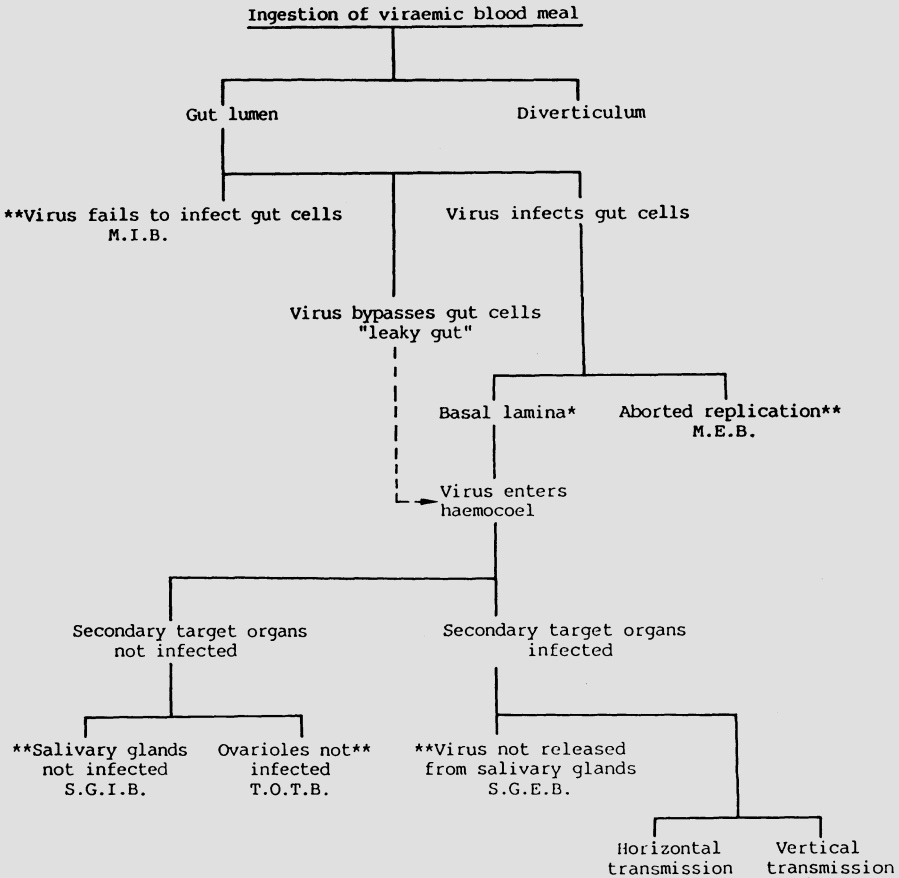 Ingestion of viraemic blood meal
Gut lumen
Diverticulum
**Virus fails to infect gut cells
M.I.B.
Virus infects gut cells
Virus bypasses gut cells
"leaky gut"
Basal lamina*
Aborted replication**
M.E.B.
Virus enters
haemocoel
Secondary target organs
not infected
Secondary target organs
infected
**Salivary glands
not infected
S.G.I.B.
Ovarioles not**
infected
T.O.T.B.
**Virus not released
from salivary glands
S.G.E.B.
Horizontal
transmission
Vertical
transmission